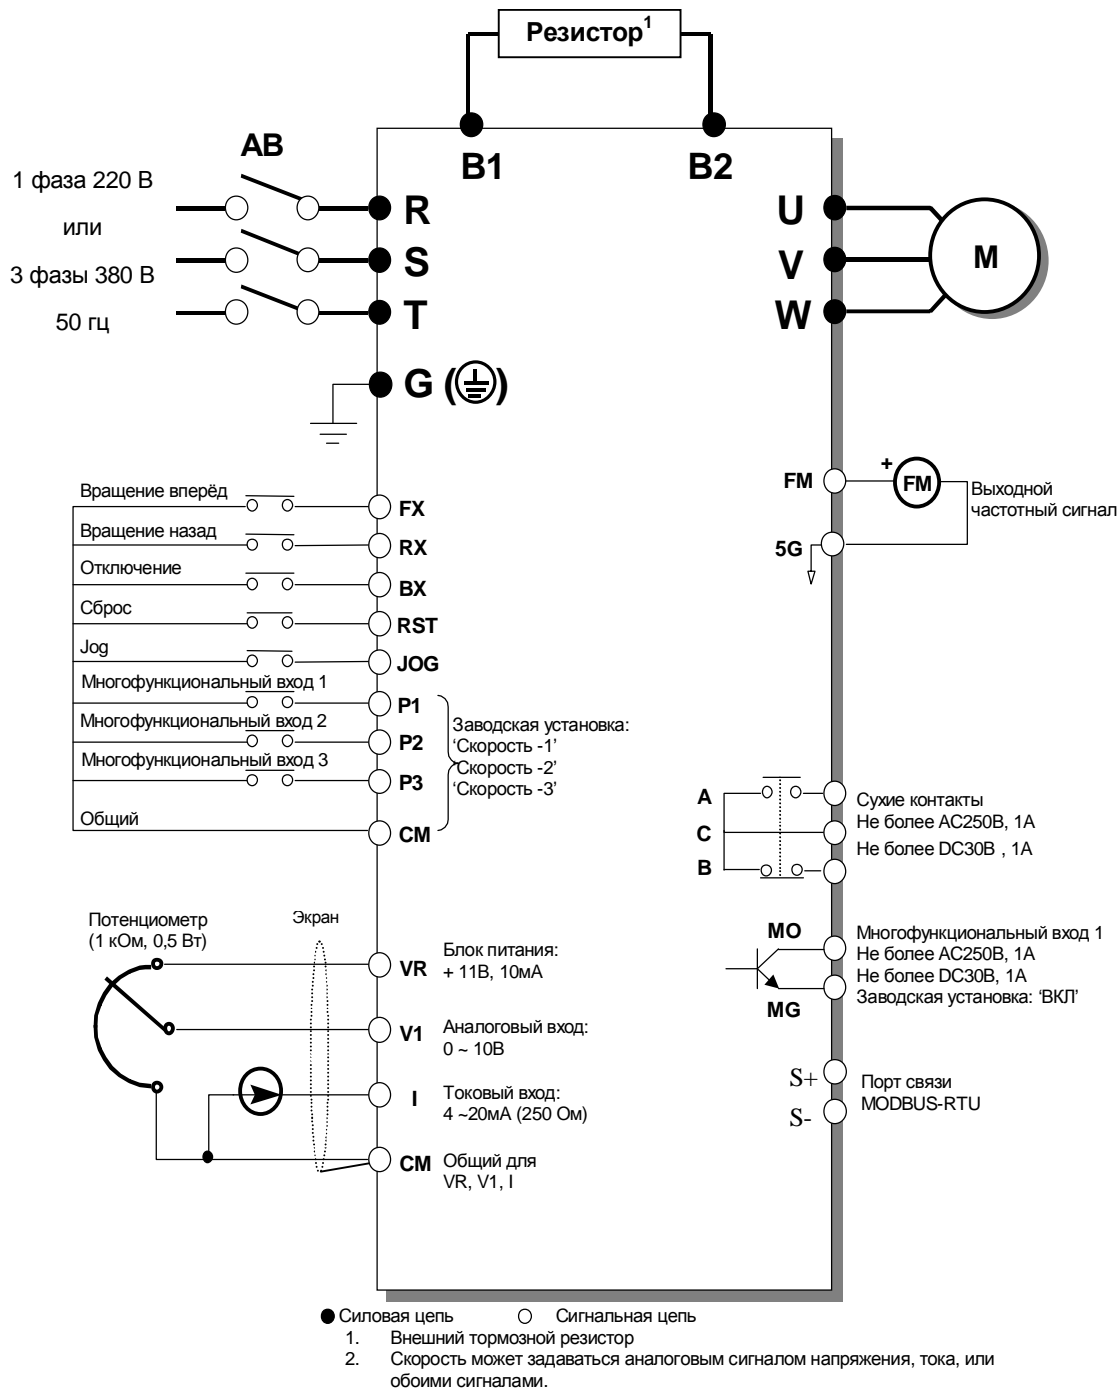 Резистор1
B1
B2
АВ
1 фаза 220 В
или
3 фазы 380 В
50 гц
R
S
T
G ( )
U
V
W
M
Вращение вперёд
Вращение назад
Отключение
Сброс
Jog
Многофункциональный вход 1
Многофункциональный вход 2
Многофункциональный вход 3
Общий
FX
RX
BX
RST
JOG
P1
P2
P3
CM
Заводская установка:
‘Скорость -1’
‘Скорость -2’
‘Скорость -3’
FM
+
FM
Выходной
частотный сигнал
5G
A
C
B
Сухие контакты
Не более AC250В, 1А
Не более DC30В , 1А
Потенциометр
(1 кОм, 0,5 Вт)
Экран
VR
Блок питания:
+ 11В, 10мА
V1
Аналоговый вход:
0 ~ 10В
I
Токовый вход:
4 ~20мА (250 Ом)
CM
Общий для
VR, V1, I
MO
MG
Многофункциональный вход 1
Не более AC250В, 1А
Не более DC30В, 1А
Заводская установка: ‘ВКЛ’
S+
S-
Порт связи
MODBUS-RTU
Силовая цепь
Сигнальная цепь
1. Внешний тормозной резистор
2. Скорость может задаваться аналоговым сигналом напряжения, тока, или
обоими сигналами.